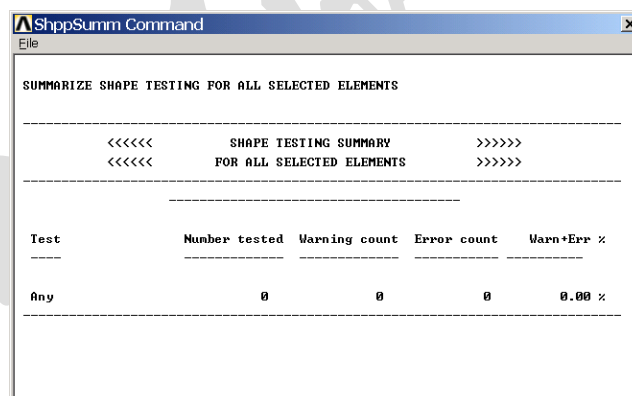 ShppSumm Command
File
SUMMARIZE SHAPE TESTING FOR ALL SELECTED ELEMENTS
<<<<<< SHAPE TESTING SUMMARY >>>>>>
<<<<<< FOR ALL SELECTED ELEMENTS >>>>>>
Test Number tested Warning count Error count Warn+Err %
Any 0 0 0 0.00 %